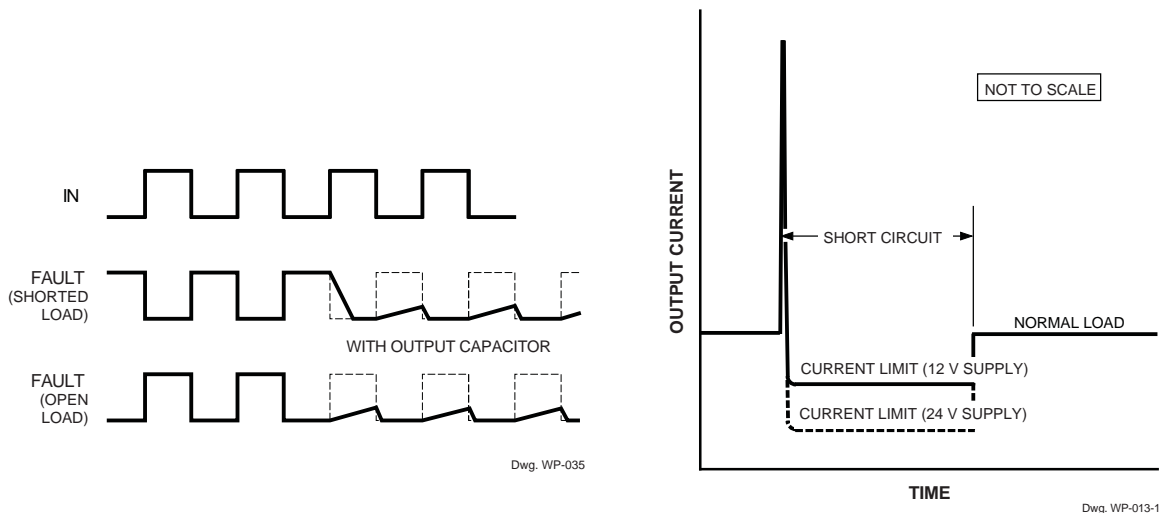 IN
FAULT
(SHORTED
LOAD)
WITH OUTPUT CAPACITOR
FAULT
(OPEN
LOAD)
Dwg. WP-035
NOT TO SCALE
OUTPUT CURRENT
SHORT CIRCUIT
NORMAL LOAD
CURRENT LIMIT (12 V SUPPLY)
CURRENT LIMIT (24 V SUPPLY)
TIME
Dwg. WP-013-1